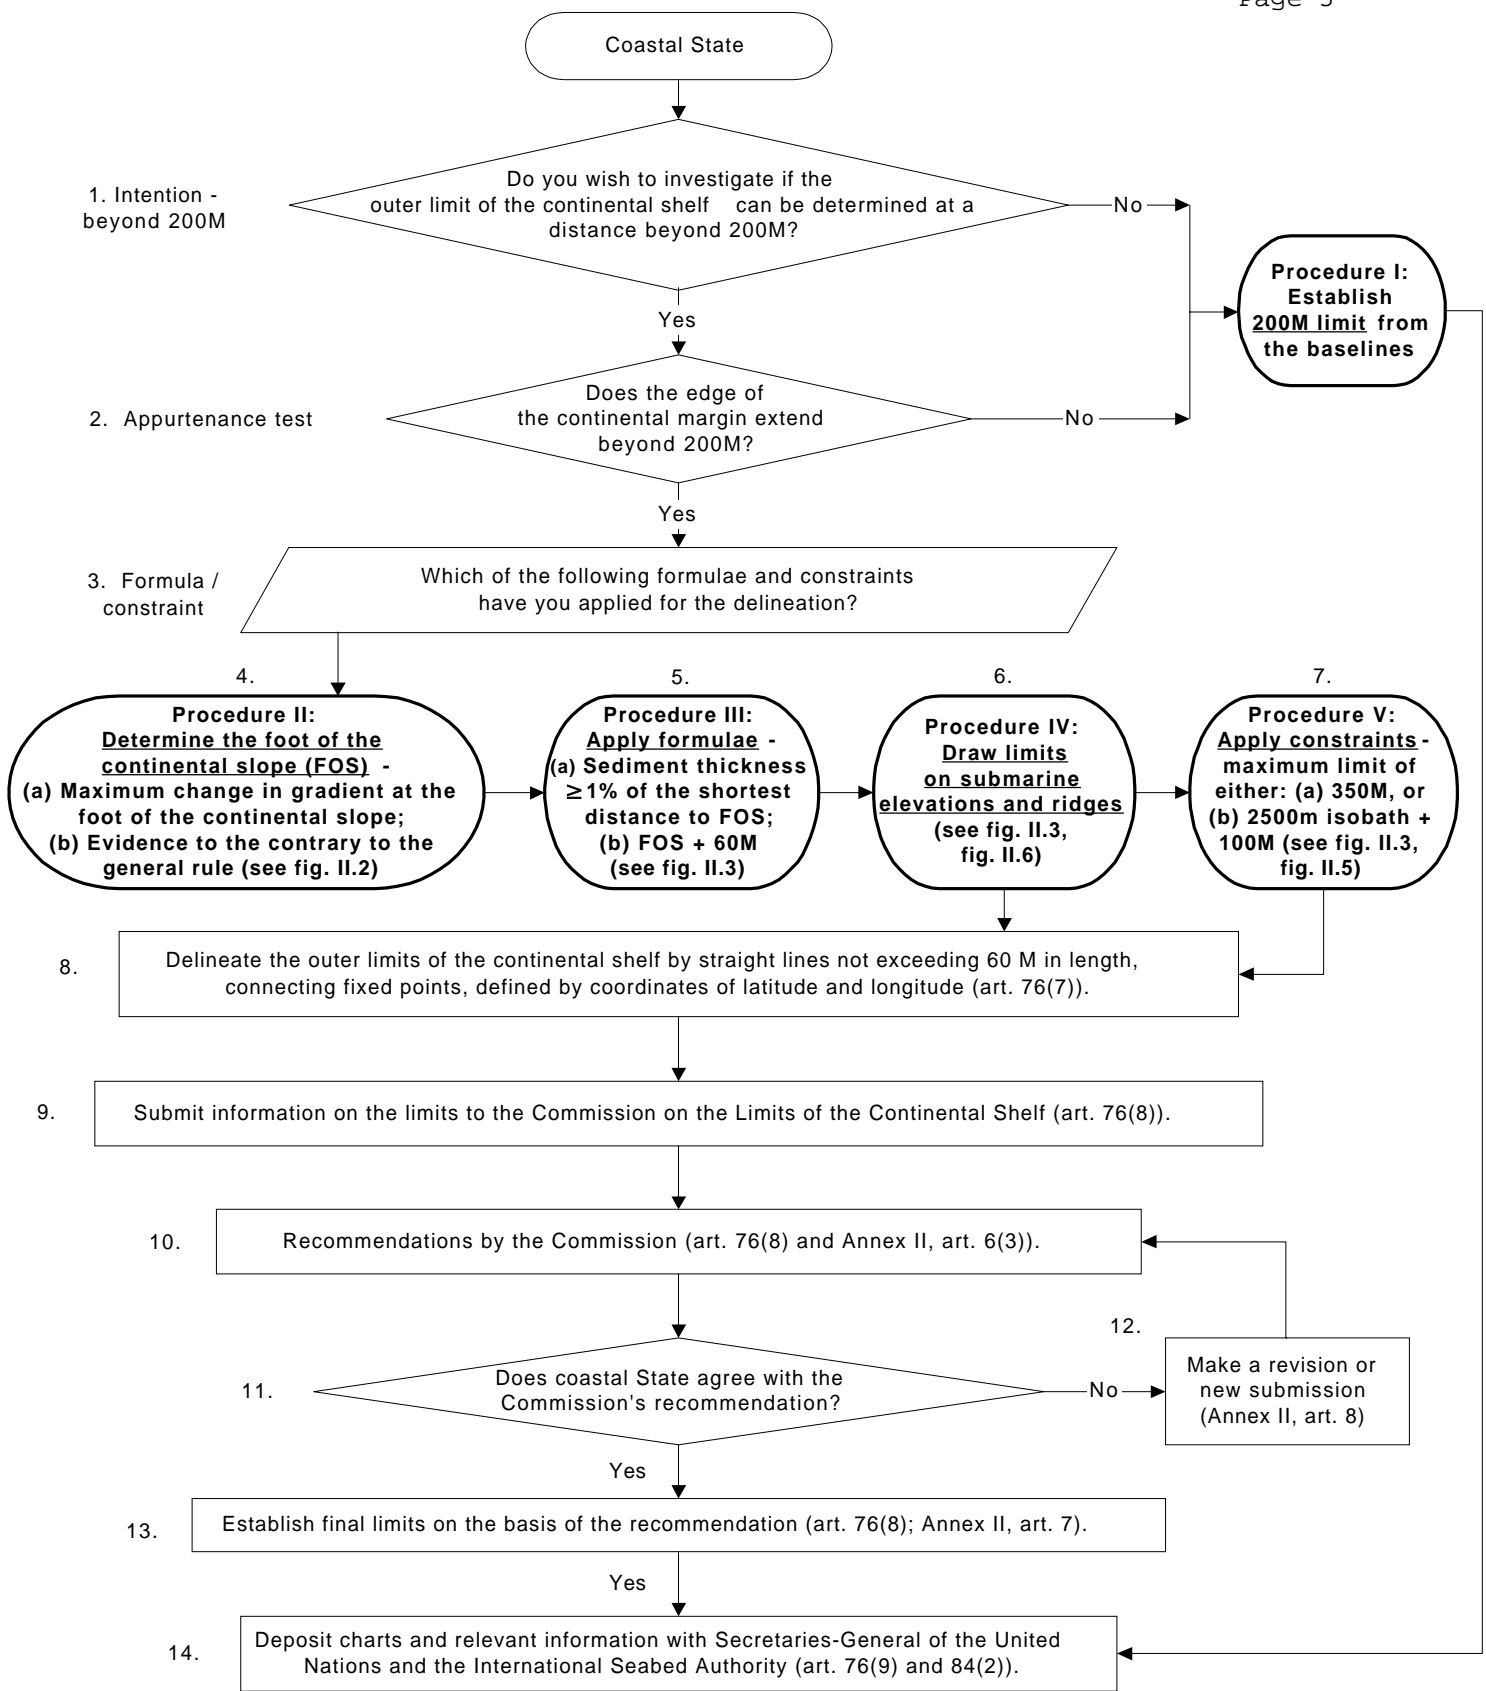 Page 5
Coastal State
1. Intention -
beyond 200M
Do you wish to investigate if the
outer limit of the continental shelf can be determined at a
distance beyond 200M?
No
Procedure I:
Establish
200M limit from
the baselines
Yes
2. Appurtenance test
Does the edge of
the continental margin extend
beyond 200M?
No
Yes
3. Formula /
constraint
Which of the following formulae and constraints
have you applied for the delineation?
4.
Procedure II:
Determine the foot of the
continental slope (FOS) -
(a) Maximum change in gradient at the
foot of the continental slope;
(b) Evidence to the contrary to the
general rule (see fig. II.2)
5.
Procedure III:
Apply formulae -
(a) Sediment thickness
≥1% of the shortest
distance to FOS;
(b) FOS + 60M
(see fig. II.3)
6.
Procedure IV:
Draw limits
on submarine
elevations and ridges
(see fig. II.3,
fig. II.6)
7.
Procedure V:
Apply constraints -
maximum limit of
either: (a) 350M, or
(b) 2500m isobath +
100M (see fig. II.3,
fig. II.5)
8.
Delineate the outer limits of the continental shelf by straight lines not exceeding 60 M in length,
connecting fixed points, defined by coordinates of latitude and longitude (art. 76(7)).
9.
Submit information on the limits to the Commission on the Limits of the Continental Shelf (art. 76(8)).
10.
Recommendations by the Commission (art. 76(8) and Annex II, art. 6(3)).
11.
Does coastal State agree with the
Commission's recommendation?
No
12.
Make a revision or
new submission
(Annex II, art. 8)
Yes
13.
Establish final limits on the basis of the recommendation (art. 76(8); Annex II, art. 7).
Yes
14.
Deposit charts and relevant information with Secretaries-General of the United
Nations and the International Seabed Authority (art. 76(9) and 84(2)).